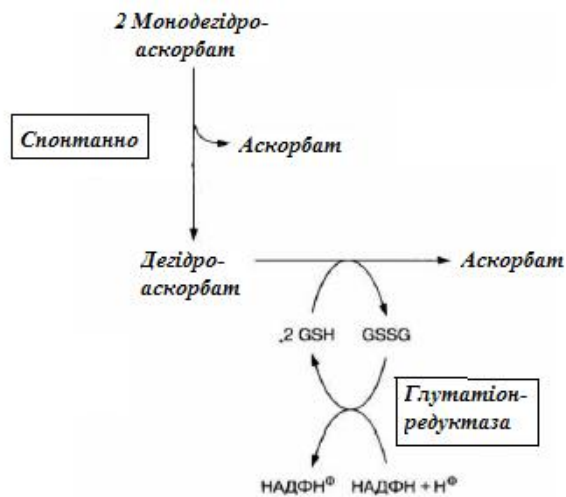 2 Монодегідро-
аскорбат
Спонтанно
Аскорбат
Дегідро-
аскорбат
Аскорбат
,2 GSH GSSG
Глутатіон-
редуктаза
НАДФН⊕ НАДФН + Н⊕